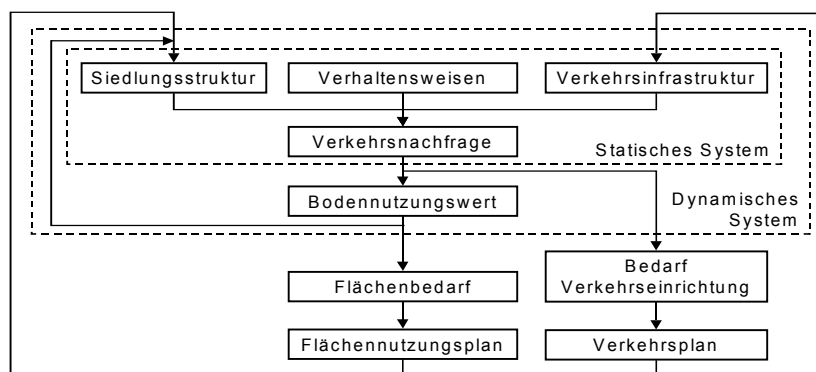 Siedlungsstruktur
Verhaltensweisen
Verkehrsinfrastruktur
Verkehrsnachfrage
Statisches System
Bodennutzungswert
Dynamisches
System
Flächenbedarf
Bedarf
Verkehrseinrichtung
Flächennutzungsplan
Verkehrsplan